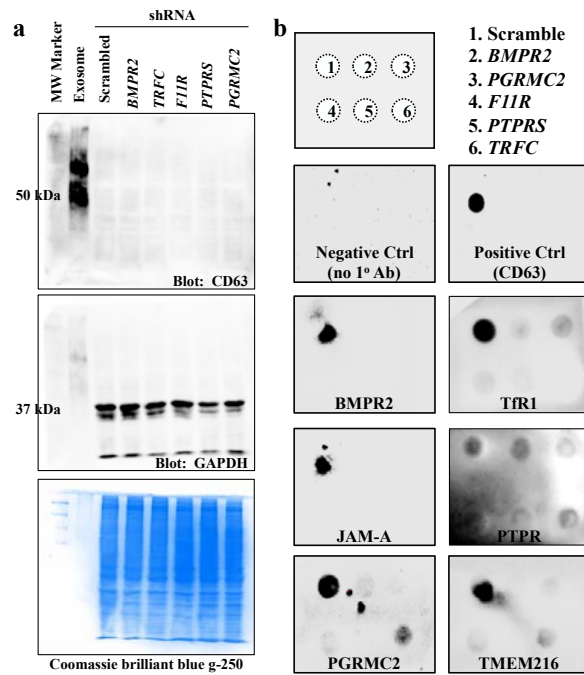 a
shRNA
MW Marker
Exosome
Scrambled
BMPR2
TRFC
F11R
PTPRS
PGRMC2
50 kDa
Blot: CD63
37 kDa
Blot: GAPDH
Coomassie brilliant blue g-250
b
1 2 3
4 5 6
1. Scramble
2. BMPR2
3. PGRMC2
4. F11R
5. PTPRS
6. TRFC
Negative Ctrl
(no 1º Ab)
Positive Ctrl
(CD63)
BMPR2
TfR1
JAM-A
PTPR
PGRMC2
TMEM216